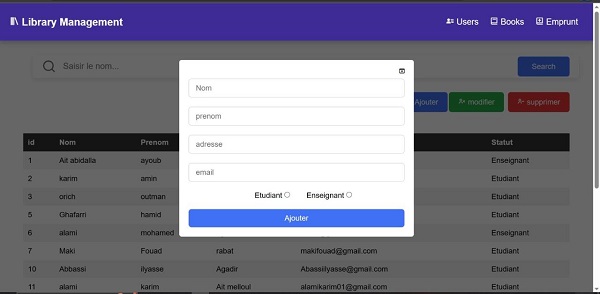 Library Management Users Books Emprunt
Saisir le nom... Search
Ajouter modifier supprimer
Nom
prenom
adresse
email
Etudiant Enseignant
Ajouter
id Nom Prenom Statut
1 Ait abidalla ayoub Enseignant
2 karim amin Etudiant
3 orich outman Etudiant
5 Ghafarri hamid Etudiant
6 alami mohamed Enseignant
7 Maki Fouad rabat makifouad@gmail.com Etudiant
10 Abbassi ilyasse Agadir Abassiilyasse@gmail.com Etudiant
11 alami karim Ait melloul alamikarim01@gmail.com Etudiant